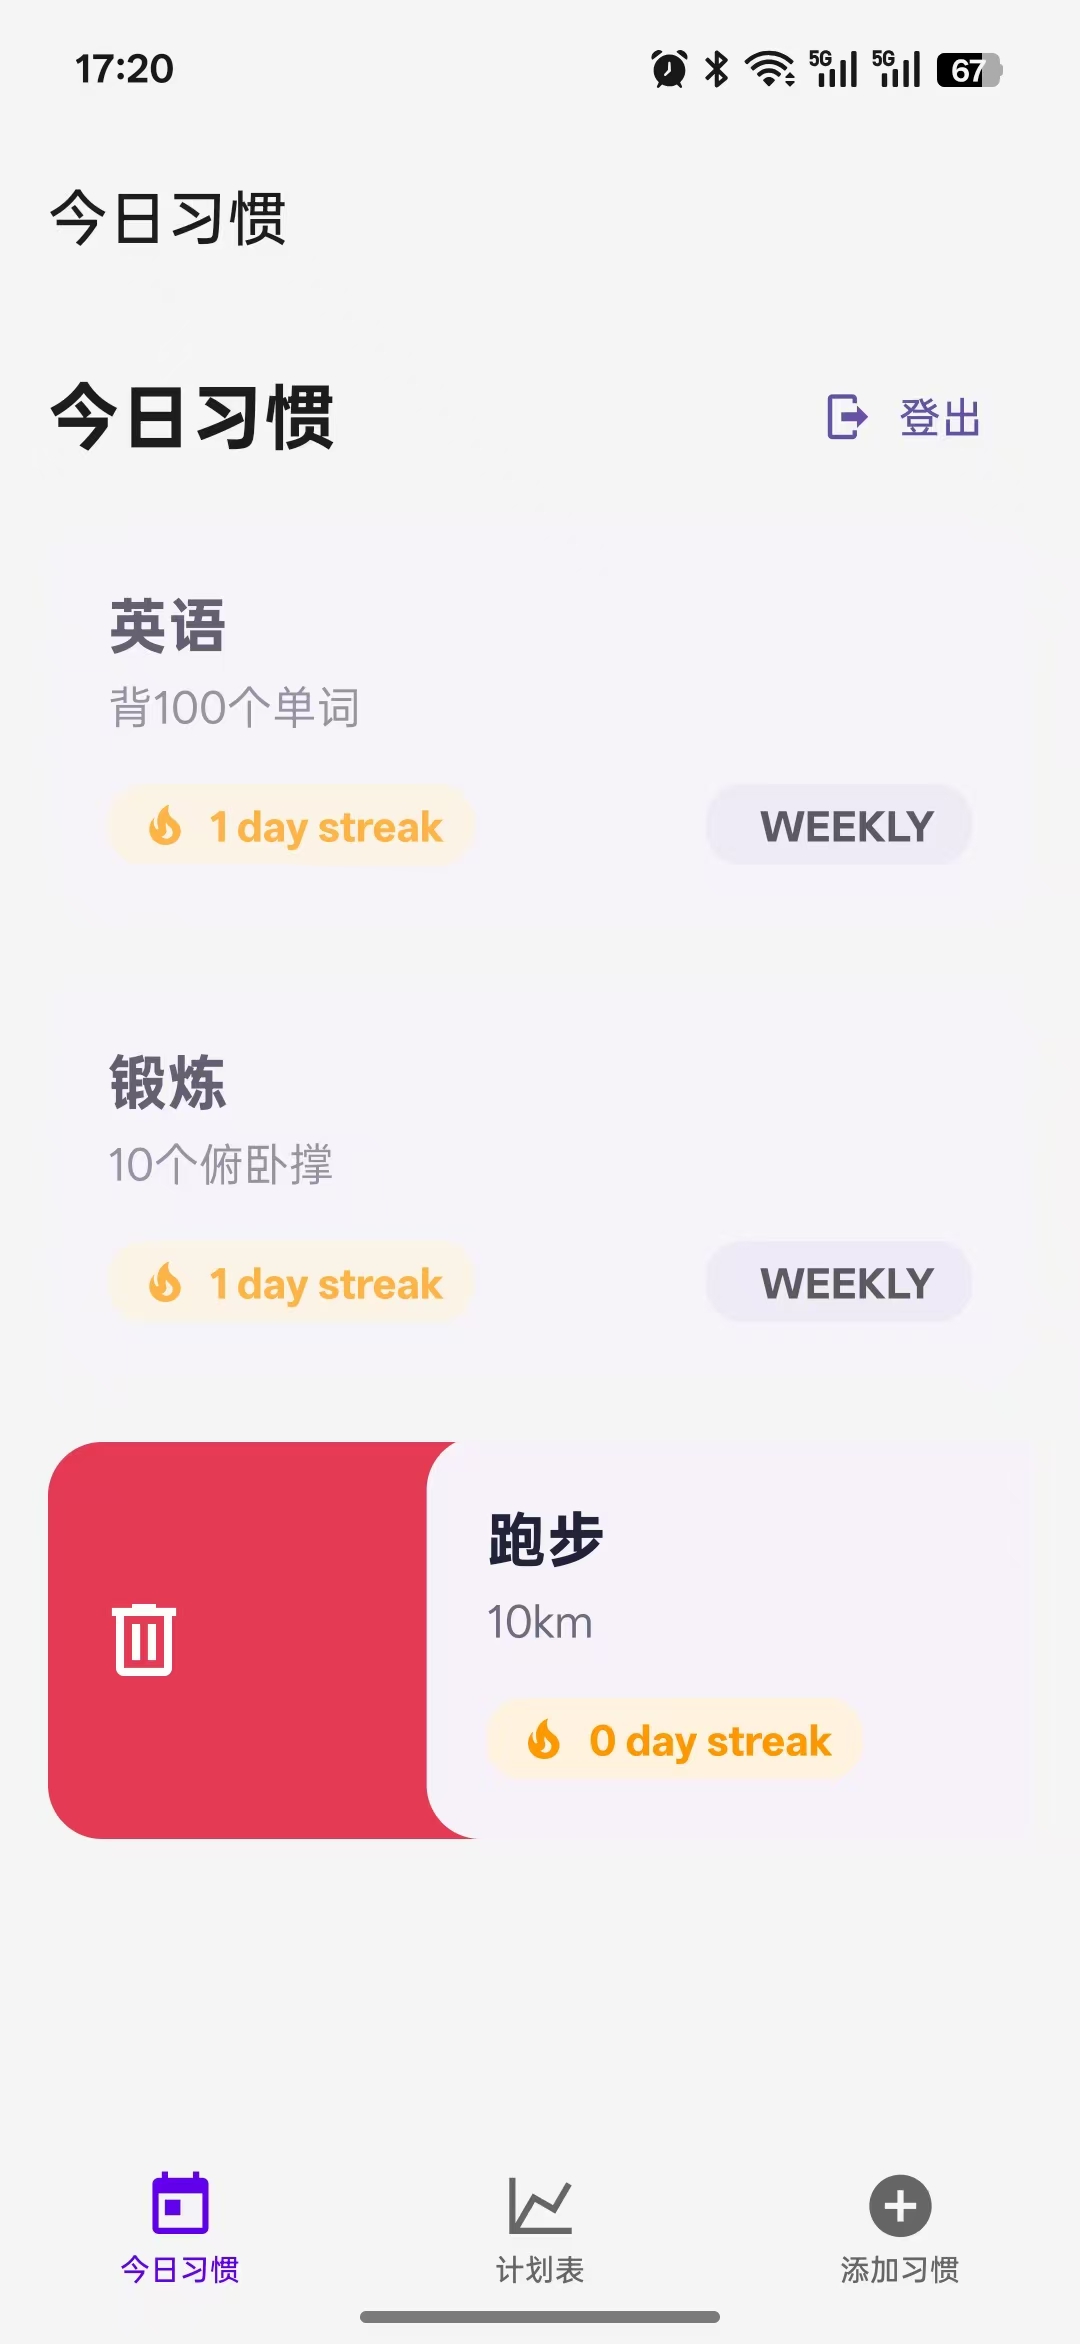 17:20
5G 5G 67
今日习惯
今日习惯
登出
英语
背100个单词
1 day streak
WEEKLY
锻炼
10个俯卧撑
1 day streak
WEEKLY
跑步
10km
0 day streak
今日习惯
计划表
添加习惯